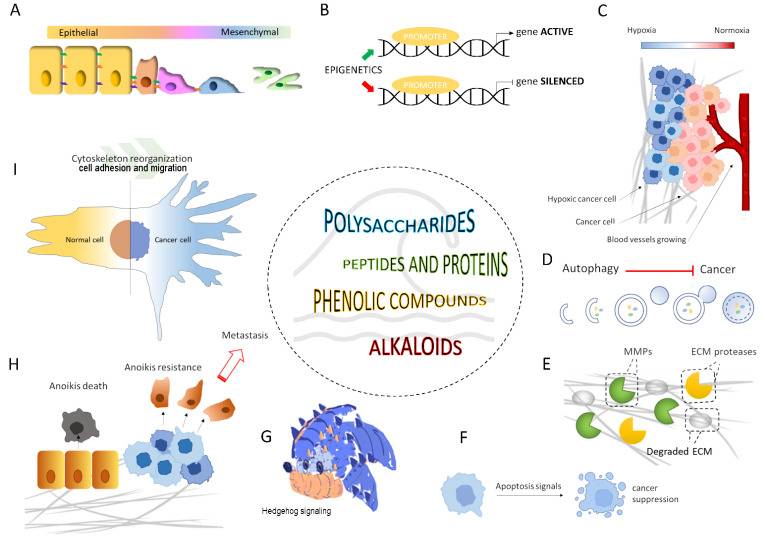 A
Epithelial
Mesenchymal
B
PROMOTER
gene ACTIVE
EPIGENETICS
PROMOTER
gene SILENCED
C
Hypoxia
Normoxia
Hypoxic cancer cell
Cancer cell
Blood vessels growing
I
Cytoskeleton reorganization
cell adhesion and migration
Normal cell
Cancer cell
POLYSACCHARIDES
PEPTIDES AND PROTEINS
PHENOLIC COMPOUNDS
ALKALOIDS
D
Autophagy
Cancer
Metastasis
H
Anoikis resistance
Anoikis death
E
MMPs
ECM proteases
Degraded ECM
G
Hedgehog signaling
F
Apoptosis signals
cancer
suppression